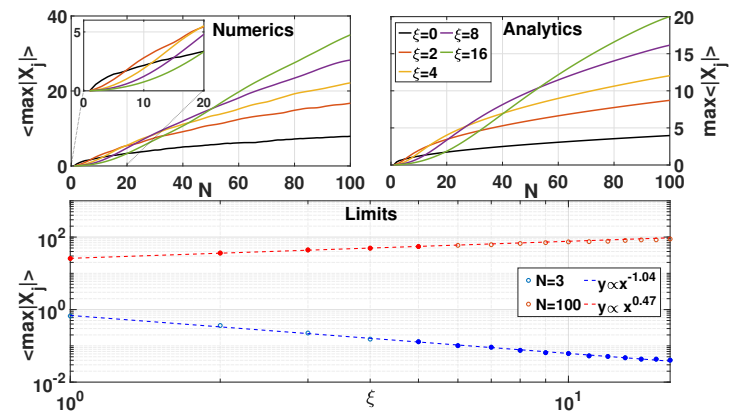 Numerics
<max|X_j|>
60
40
20
0
5
0
0
10
20
0
20
40
60
80
100
N
Analytics
ξ=0
ξ=8
ξ=2
ξ=16
ξ=4
20
15
10
5
0
max<|X_j|>
0
20
40
60
80
100
N
Limits
<max|X_j|>
10^2
10^0
10^-2
N=3
y∝x^-1.04
N=100
y∝ x^0.47
10^0
ξ
10^1